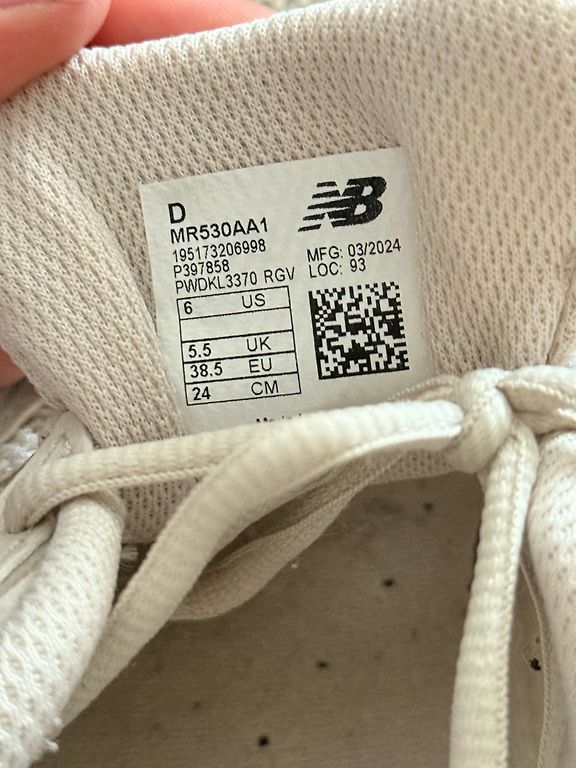 D
NB
MR530AA1
195173206998
P397858
PWDKL3370 RGV
MFG: 03/2024
LOC: 93
6 US
5.5 UK
38.5 EU
24 CM